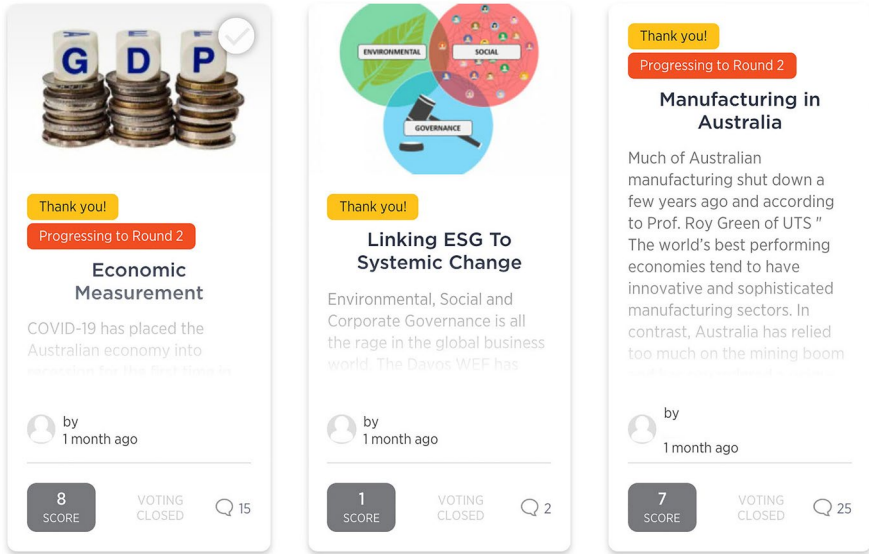 G D P
Thank you!
Progressing to Round 2
Economic
Measurement
COVID-19 has placed the
Australian economy into
recession for the first time in
by
1 month ago
8
SCORE
VOTING
CLOSED
15
ENVIRONMENTAL
SOCIAL
GOVERNANCE
Thank you!
Linking ESG To
Systemic Change
Environmental, Social and
Corporate Governance is all
the rage in the global business
world. The Davos WEF has
by
1 month ago
1
SCORE
VOTING
CLOSED
2
Thank you!
Progressing to Round 2
Manufacturing in
Australia
Much of Australian
manufacturing shut down a
few years ago and according
to Prof. Roy Green of UTS "
The world's best performing
economies tend to have
innovative and sophisticated
manufacturing sectors. In
contrast, Australia has relied
too much on the mining boom
by
1 month ago
7
SCORE
VOTING
CLOSED
25